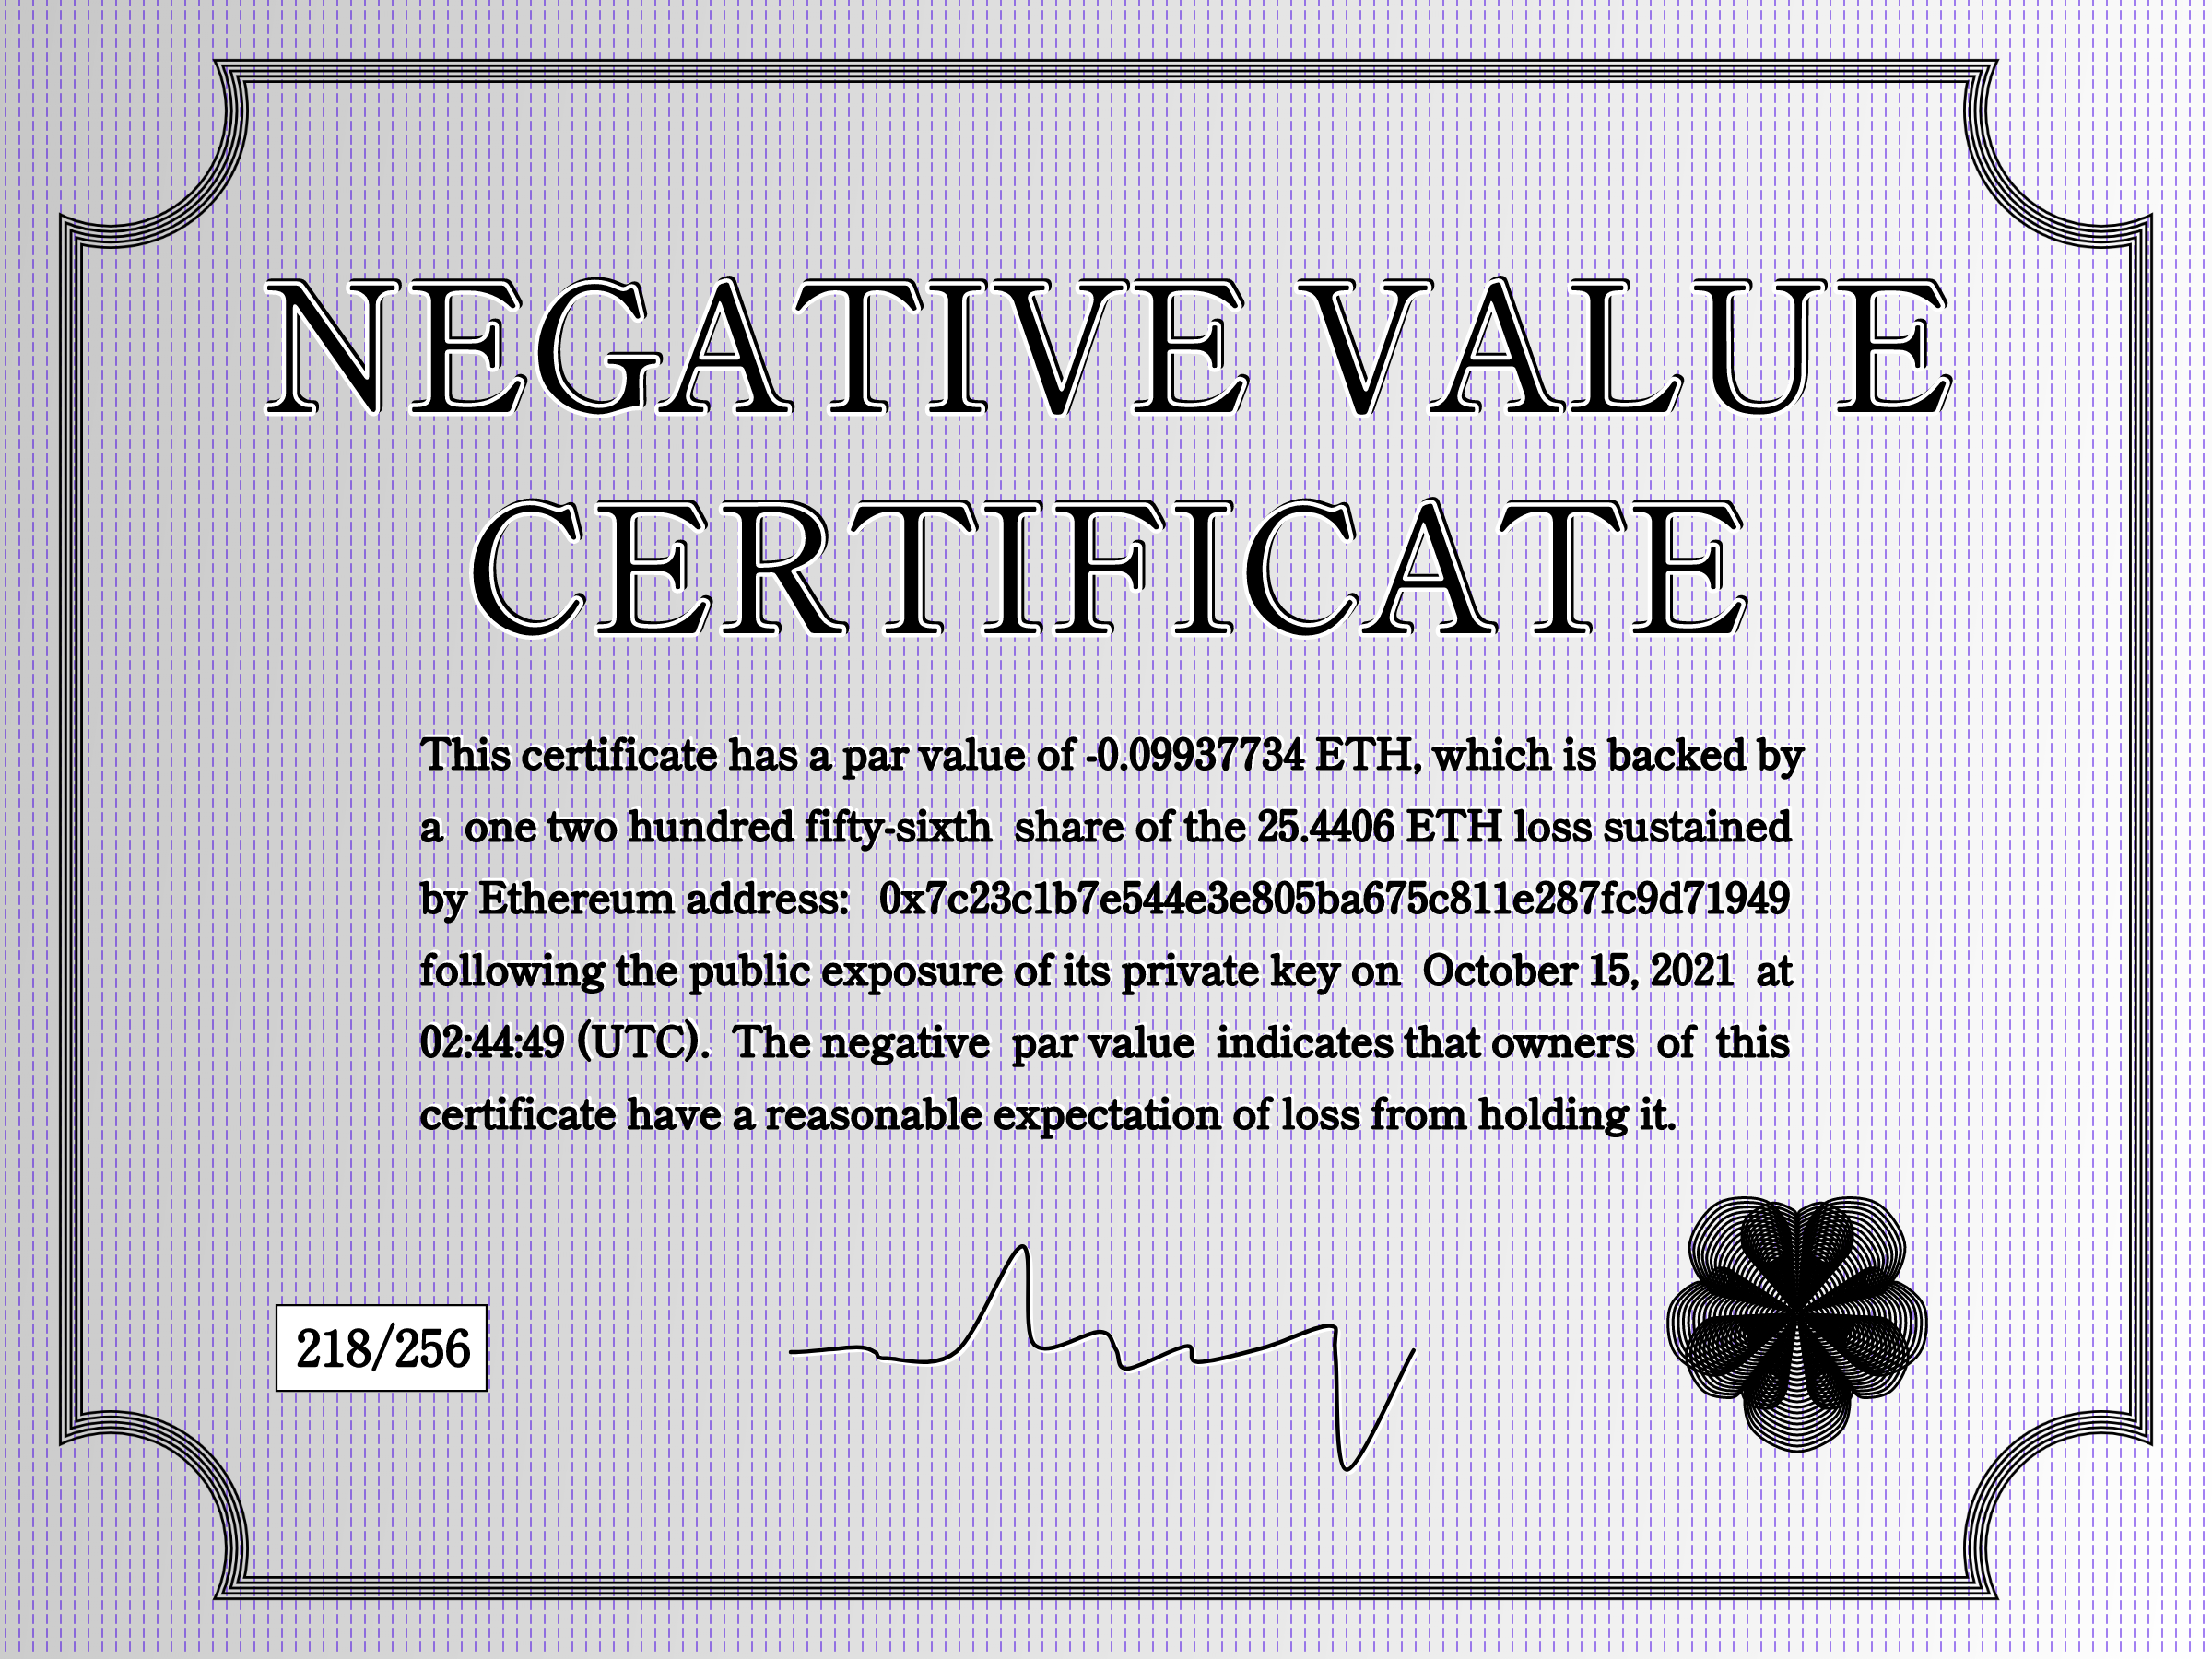 NEGATIVE VALUE
CERTIFICATE
This certificate has a par value of -0.09937734 ETH, which is backed by
a one two hundred fifty-sixth share of the 25.4406 ETH loss sustained
by Ethereum address: 0x7c23c1b7e544e3e805ba675c811e287fc9d71949
following the public exposure of its private key on October 15, 2021 at
02:44:49 (UTC). The negative par value indicates that owners of this
certificate have a reasonable expectation of loss from holding it.
218/256